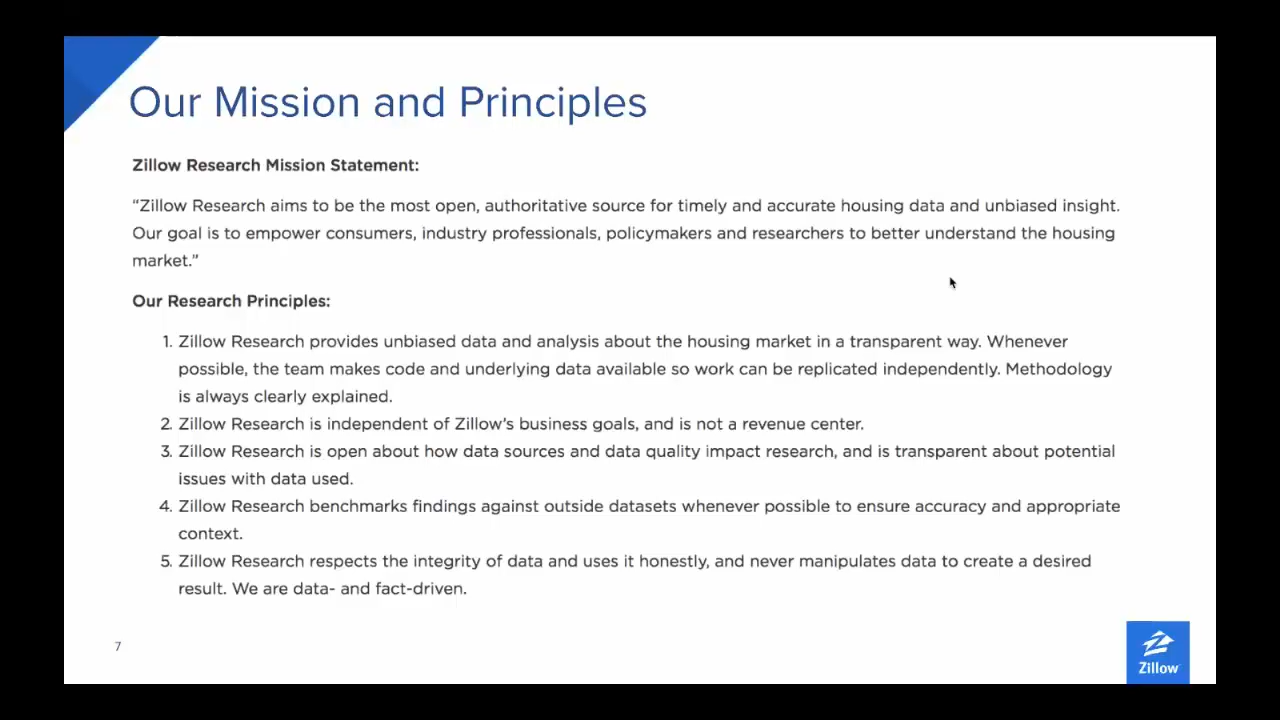 Our Mission and Principles
Zillow Research Mission Statement:
“Zillow Research aims to be the most open, authoritative source for timely and accurate housing data and unbiased insight.
Our goal is to empower consumers, industry professionals, policymakers and researchers to better understand the housing
market.”
Our Research Principles:
1. Zillow Research provides unbiased data and analysis about the housing market in a transparent way. Whenever
possible, the team makes code and underlying data available so work can be replicated independently. Methodology
is always clearly explained.
2. Zillow Research is independent of Zillow’s business goals, and is not a revenue center.
3. Zillow Research is open about how data sources and data quality impact research, and is transparent about potential
issues with data used.
4. Zillow Research benchmarks findings against outside datasets whenever possible to ensure accuracy and appropriate
context.
5. Zillow Research respects the integrity of data and uses it honestly, and never manipulates data to create a desired
result. We are data- and fact-driven.
7
Zillow